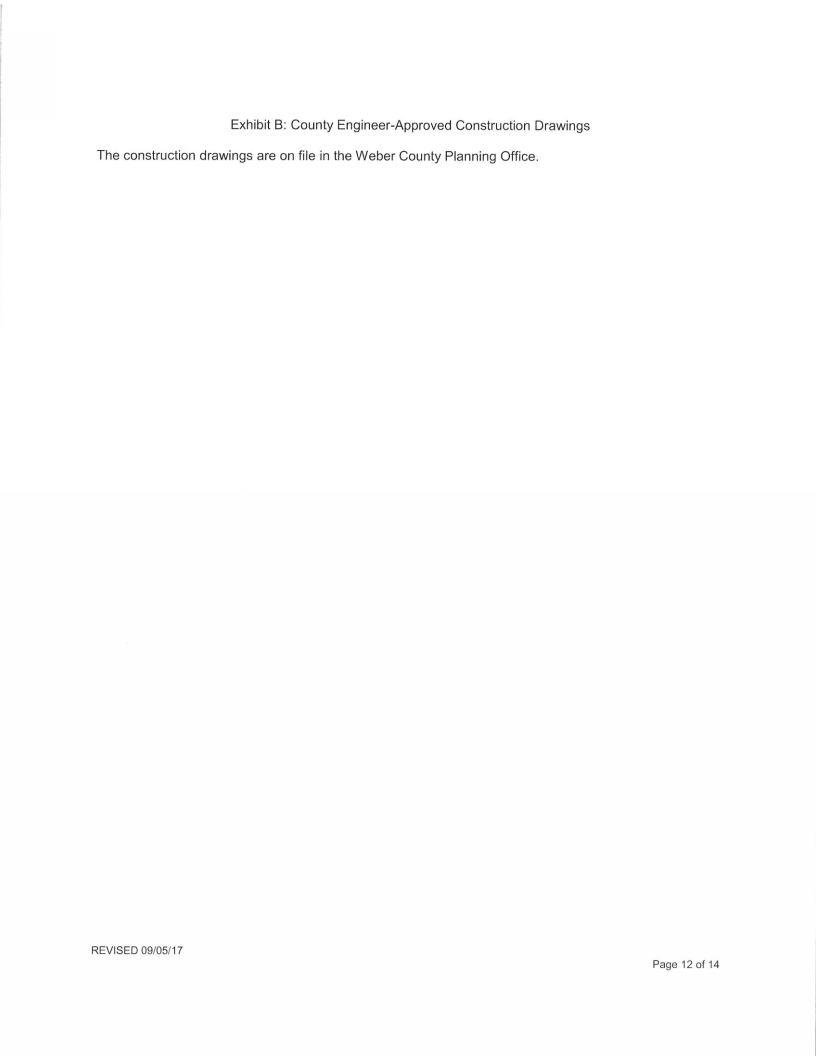 Exhibit B: County Engineer-Approved Construction Drawings
The construction drawings are on file in the Weber County Planning Office.
REVISED 09/05/17
Page 12 of 14